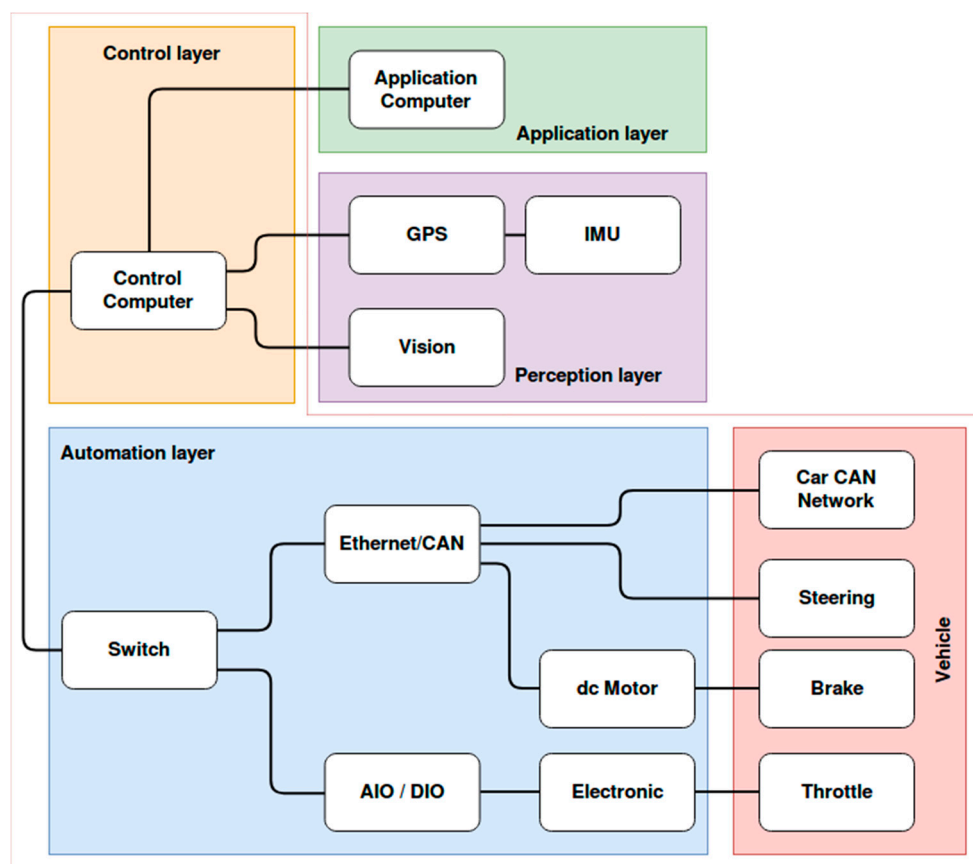 Control layer
Application
Computer
Application layer
GPS
IMU
Control
Computer
Vision
Perception layer
Automation layer
Car CAN
Network
Ethernet/CAN
Steering
Switch
Vehicle
dc Motor
Brake
AIO / DIO
Electronic
Throttle